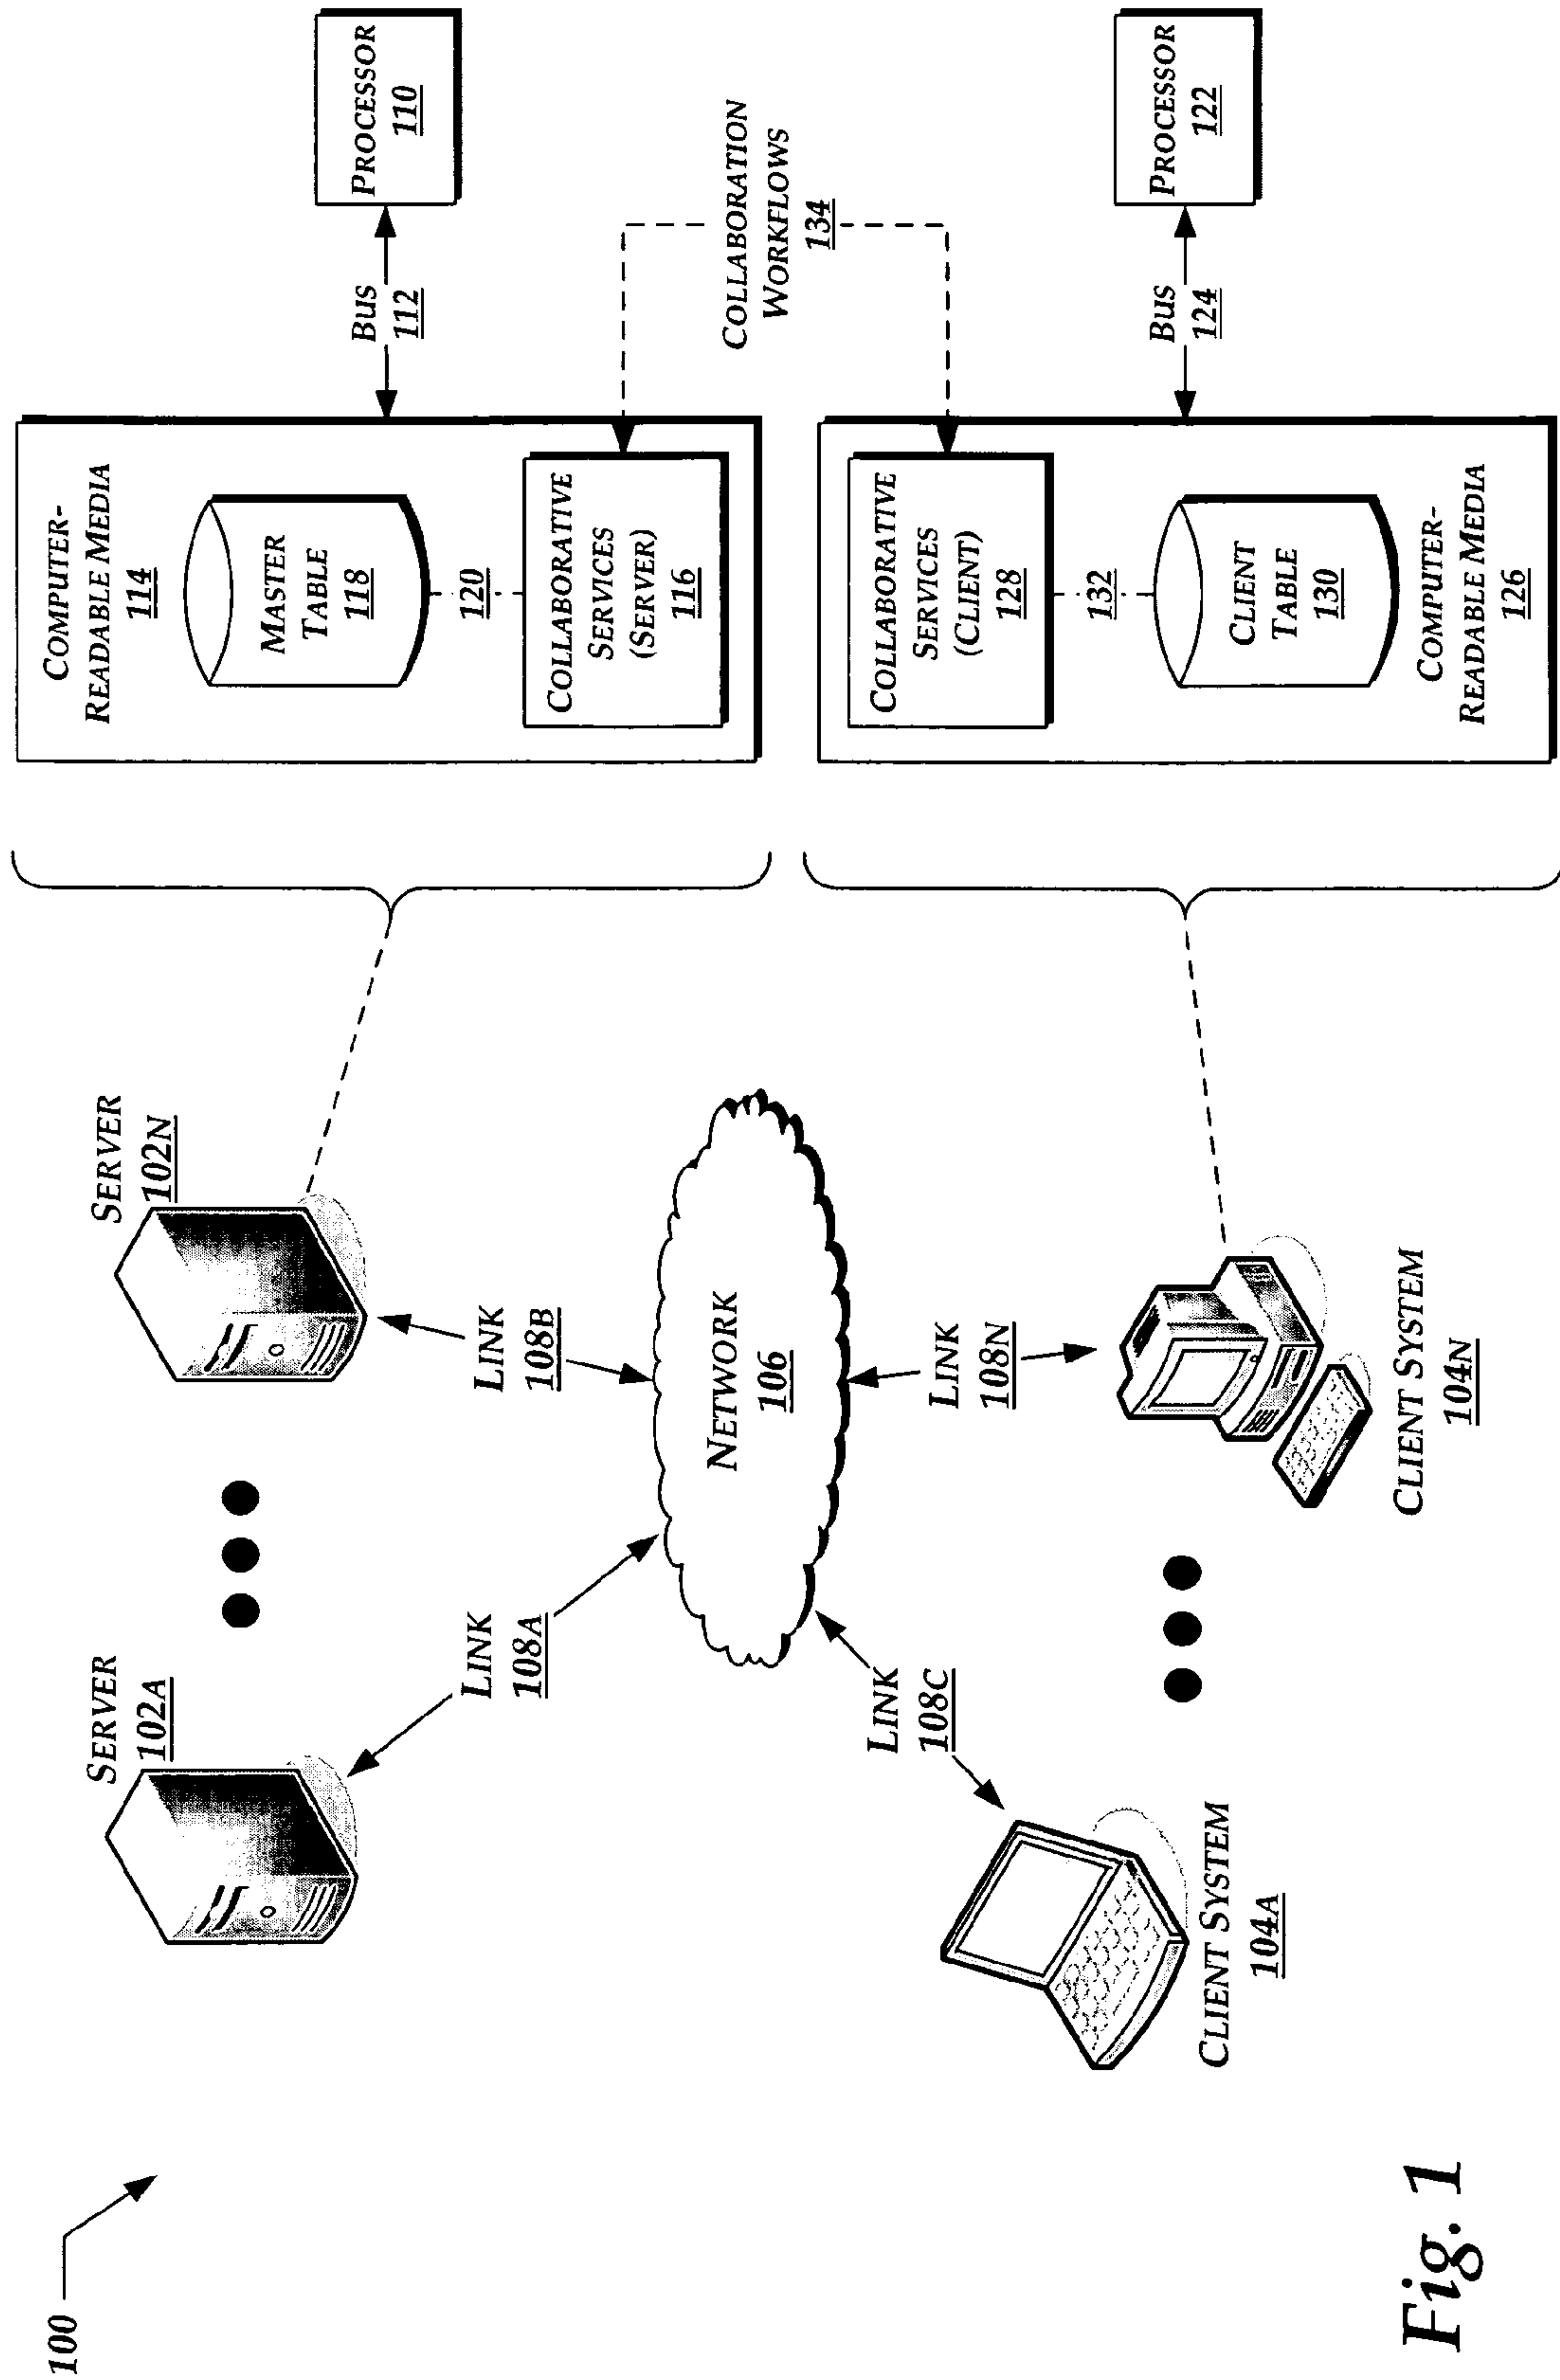 100
SERVER
102A
SERVER
102N
LINK
108A
LINK
108B
NETWORK
106
LINK
108C
LINK
108N
CLIENT SYSTEM
104A
CLIENT SYSTEM
104N
COMPUTER-
READABLE MEDIA
114
MASTER
TABLE
118
120
COLLABORATIVE
SERVICES
(SERVER)
116
BUS
112
PROCESSOR
110
COLLABORATION
WORKFLOWS
134
COLLABORATIVE
SERVICES
(CLIENT)
128
132
CLIENT
TABLE
130
COMPUTER-
READABLE MEDIA
126
BUS
124
PROCESSOR
122
Fig. 1